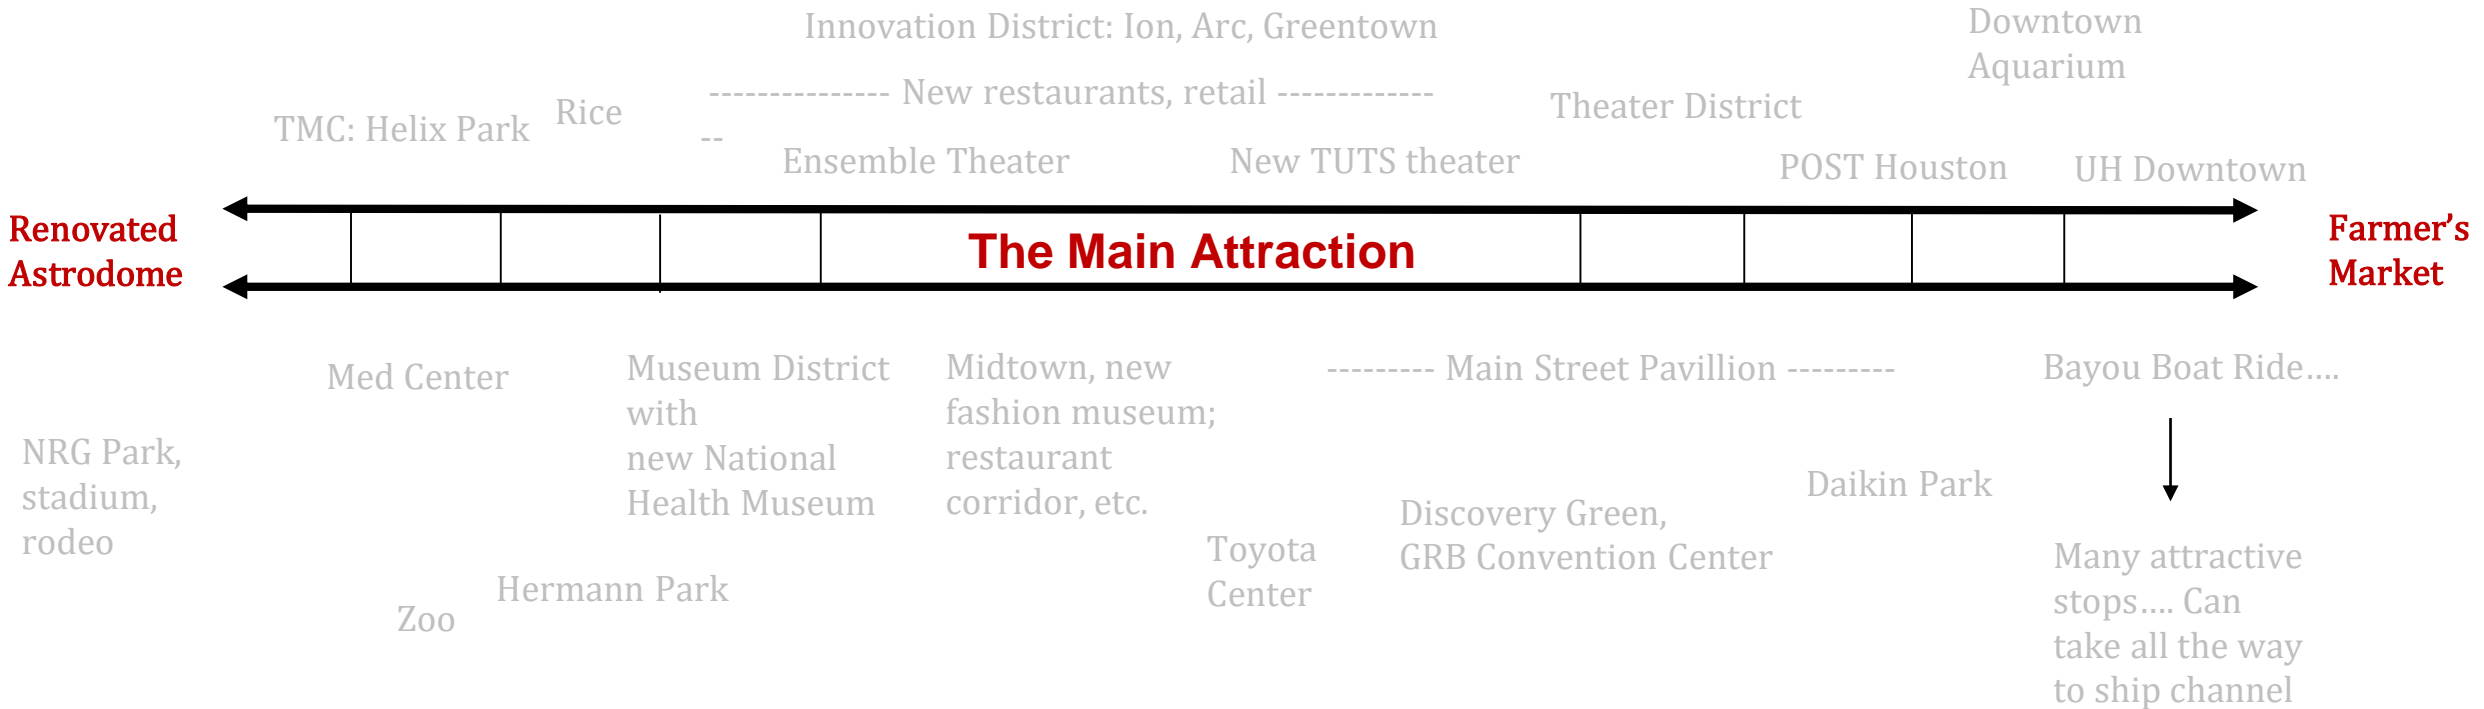 Innovation District: Ion, Arc, Greentown
Downtown
Aquarium
--------------- New restaurants, retail -------------
--
Rice
TMC: Helix Park
Theater District
Ensemble Theater
New TUTS theater
POST Houston
UH Downtown
Renovated
Astrodome
The Main Attraction
Farmer's
Market
Med Center
Museum District
with
new National
Health Museum
Midtown, new
fashion museum;
restaurant
corridor, etc.
--------- Main Street Pavillion ---------
Bayou Boat Ride....
NRG Park,
stadium,
rodeo
Zoo
Hermann Park
Toyota
Center
Discovery Green,
GRB Convention Center
Daikin Park
Many attractive
stops.... Can
take all the way
to ship channel